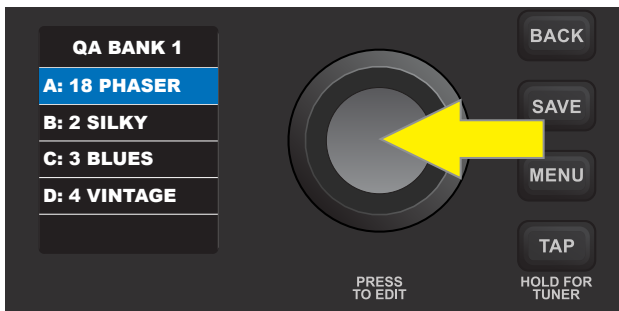 QA BANK 1
A: 18 PHASER
B: 2 SILKY
C: 3 BLUES
D: 4 VINTAGE
BACK
SAVE
MENU
TAP
PRESS
TO EDIT
HOLD FOR
TUNER